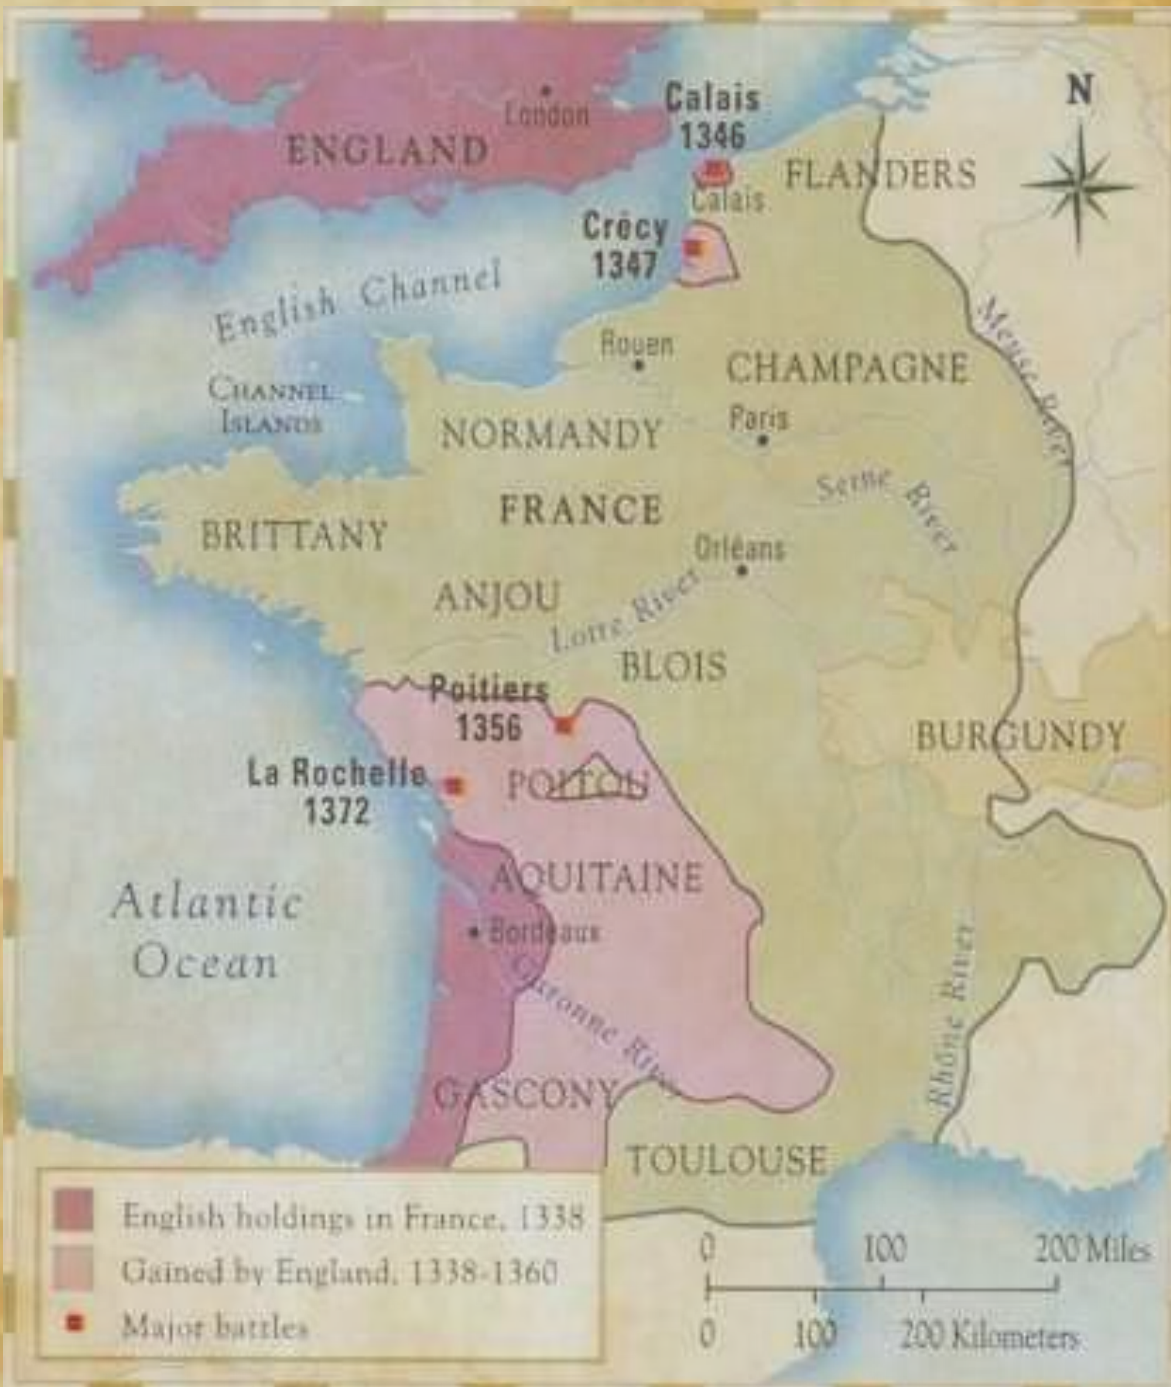 London
Calais
1346
N
ENGLAND
FLANDERS
Calais
Crécy
1347
English Channel
Meuse River
Rouen
CHAMPAGNE
CHANNEL
ISLANDS
Paris
NORMANDY
Seine River
FRANCE
BRITTANY
Orléans
ANJOU
Loire River
BLOIS
Poitiers
1356
BURGUNDY
La Rochelle
1372
POITOU
AQUITAINE
Atlantic
Ocean
Bordeaux
Garonne River
Rhône River
GASCONY
TOULOUSE
English holdings in France, 1338
Gained by England, 1338-1360
Major battles
0 100 200 Miles
0 100 200 Kilometers